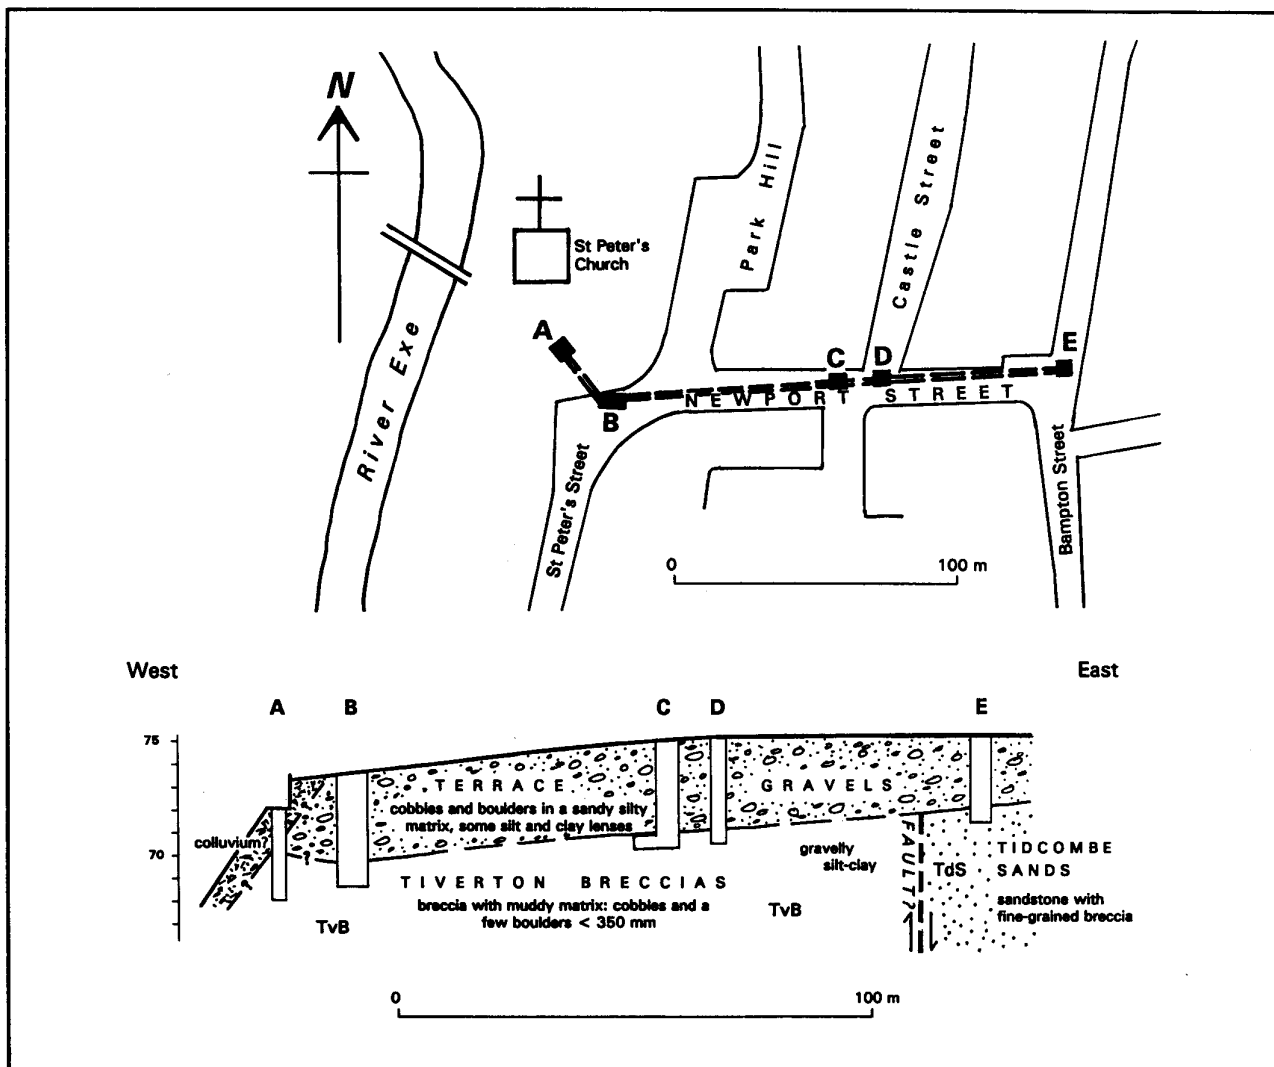 N
St Peter's
Church
River Exe
Park Hill
Castle Street
A
B
C
D
E
NEWPORT STREET
St Peter's Street
Bampton Street
0 100 m
West
East
A B C D E
75
70
TERRACE GRAVELS
cobbles and boulders in a sandy silty
matrix, some silt and clay lenses
colluvium?
?
TIVERTON BRECCIAS
breccia with muddy matrix: cobbles and a
few boulders < 350 mm
TvB
gravelly
silt-clay
TvB
FAULT?
TdS
TIDCOMBE
SANDS
sandstone with
fine-grained breccia
0 100 m